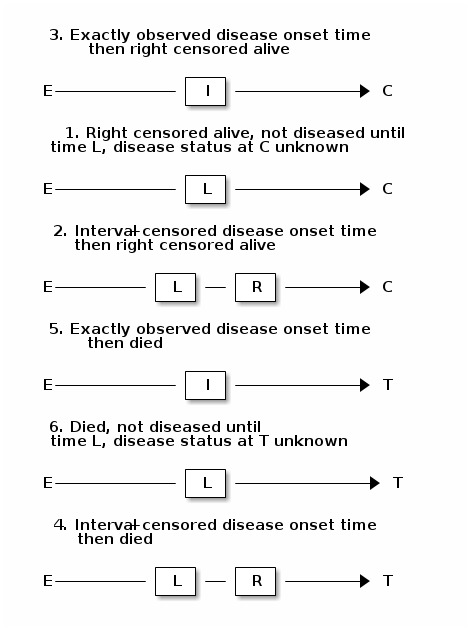 3. Exactly observed disease onset time
then right censored alive
E I C
1. Right censored alive, not diseased until
time L, disease status at C unknown
E L C
2. Interval-censored disease onset time
then right censored alive
E L R C
5. Exactly observed disease onset time
then died
E I T
6. Died, not diseased until
time L, disease status at T unknown
E L T
4. Interval-censored disease onset time
then died
E L R T